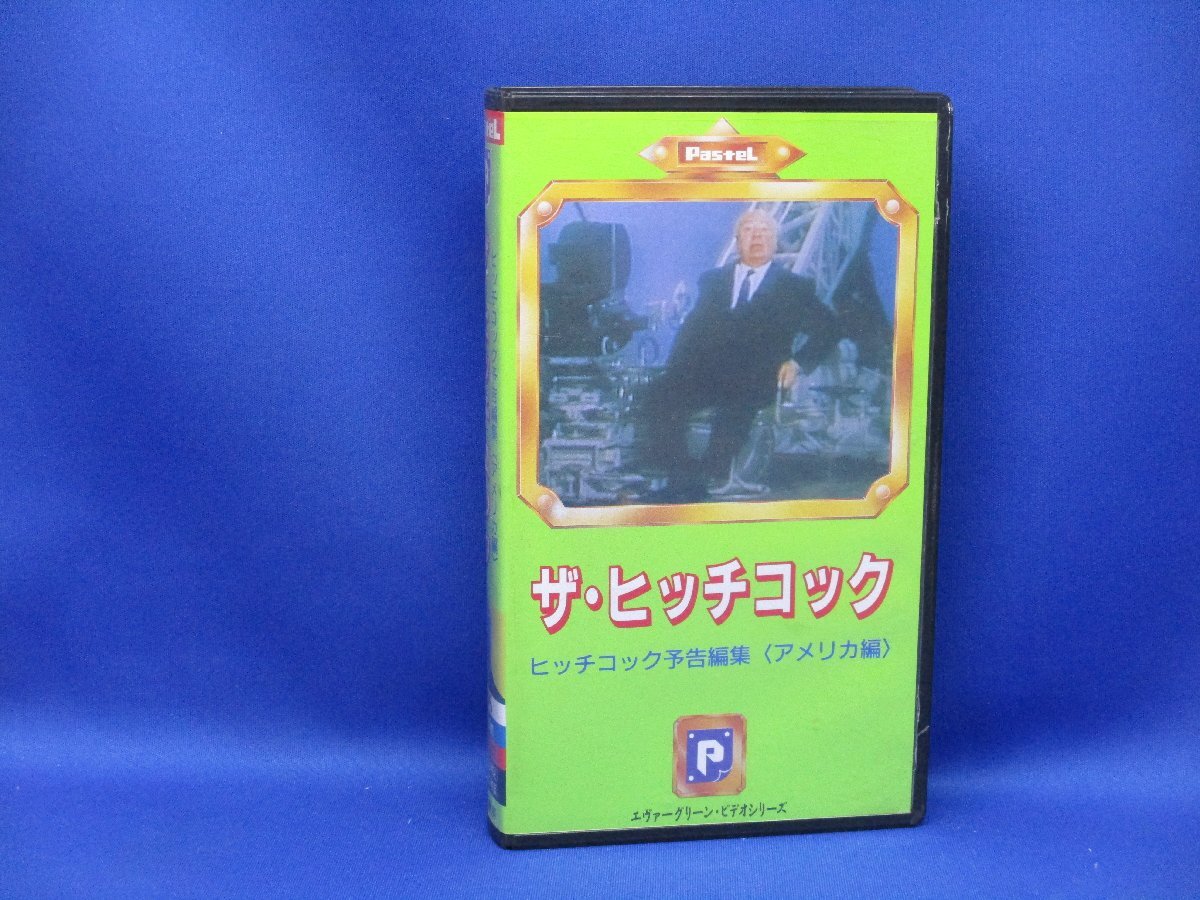 PasteL
ザ・ヒッチコック
ヒッチコック予告編集〈アメリカ編〉
P
エヴァーグリーン・ビデオシリーズ